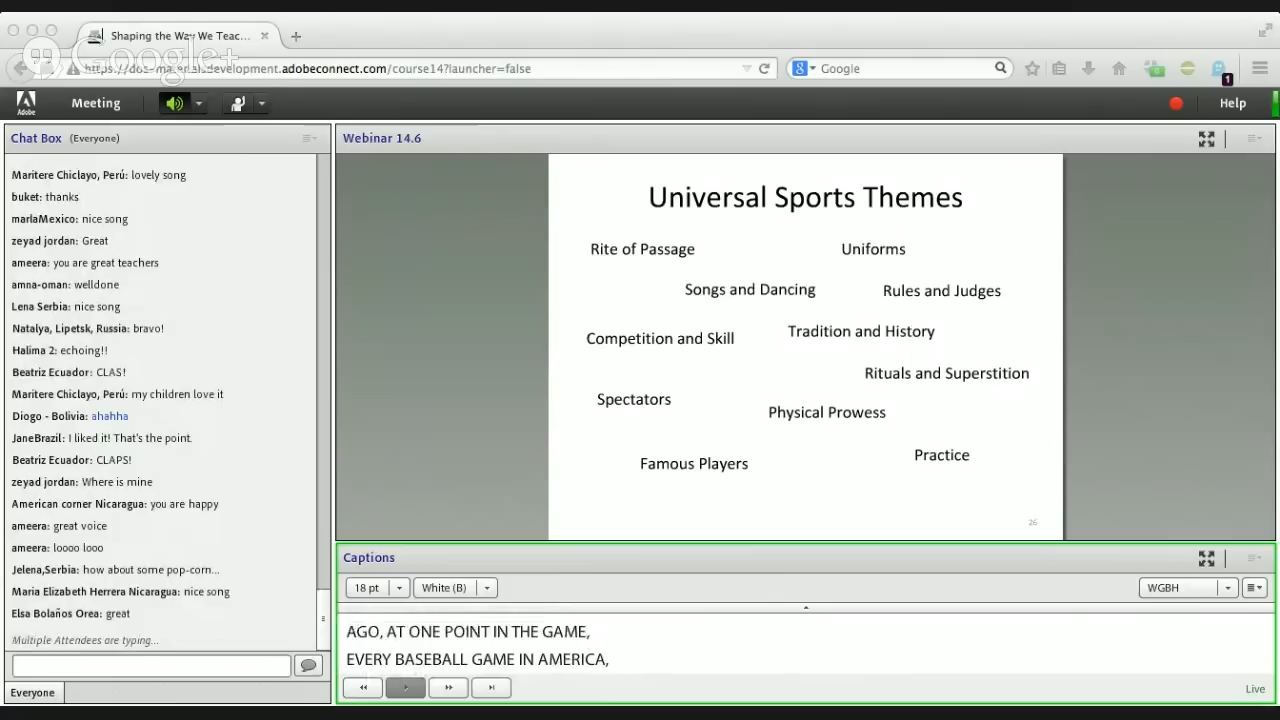 Shaping the Way We Teac...
Google+
adobeconnect.com/course14?launcher=false
Google
1
Adobe
Meeting
Help
Chat Box (Everyone)
Maritere Chiclayo, Perú: lovely song
buket: thanks
marlaMexico: nice song
zeyad jordan: Great
ameera: you are great teachers
amna-oman: welldone
Lena Serbia: nice song
Natalya, Lipetsk, Russia: bravo!
Halima 2: echoing!!
Beatriz Ecuador: CLAS!
Maritere Chiclayo, Perú: my children love it
Diogo - Bolivia: ahahha
JaneBrazil: I liked it! That's the point.
Beatriz Ecuador: CLAPS!
zeyad jordan: Where is mine
American corner Nicaragua: you are happy
ameera: great voice
ameera: loooo looo
Jelena,Serbia: how about some pop-corn...
Maria Elizabeth Herrera Nicaragua: nice song
Elsa Bolaños Orea: great
Multiple Attendees are typing...
Everyone
Webinar 14.6
Universal Sports Themes
Rite of Passage
Uniforms
Songs and Dancing
Rules and Judges
Tradition and History
Competition and Skill
Rituals and Superstition
Spectators
Physical Prowess
Practice
Famous Players
26
Captions
18 pt
White (B)
WGBH
AGO, AT ONE POINT IN THE GAME,
EVERY BASEBALL GAME IN AMERICA,
Live